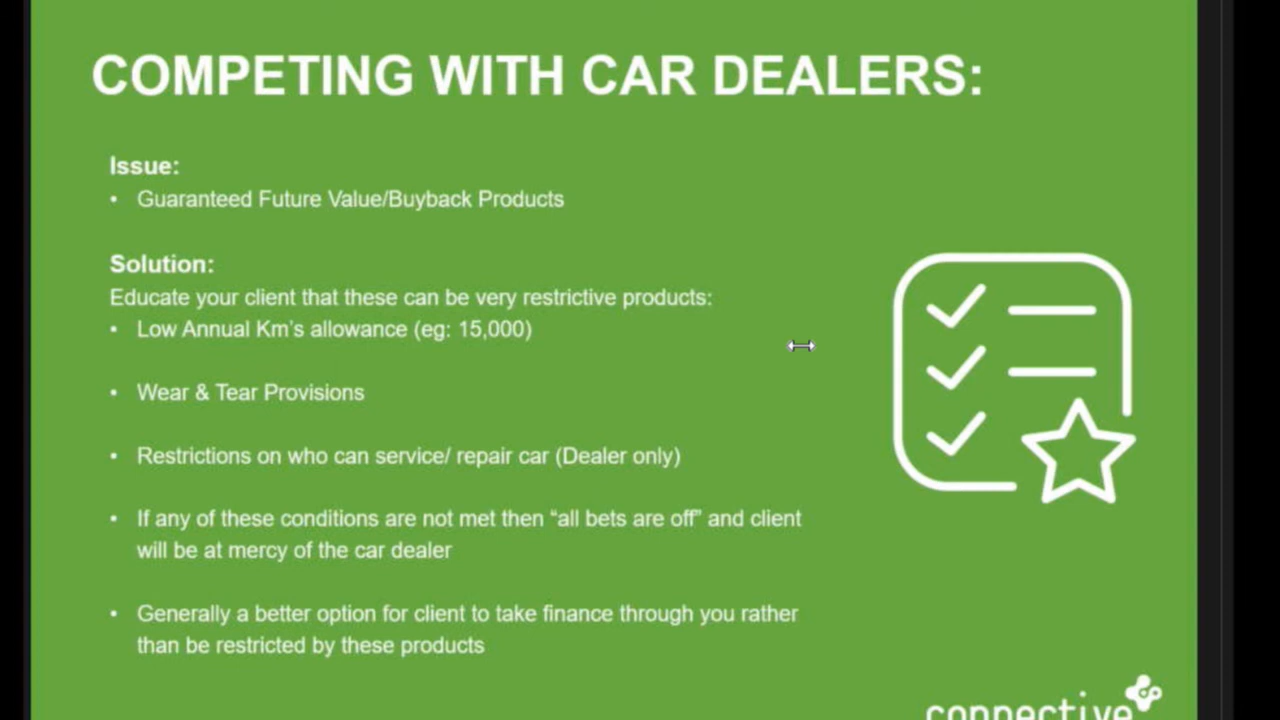 COMPETING WITH CAR DEALERS:
Issue:
• Guaranteed Future Value/Buyback Products
Solution:
Educate your client that these can be very restrictive products:
• Low Annual Km's allowance (eg: 15,000)
• Wear & Tear Provisions
• Restrictions on who can service/ repair car (Dealer only)
• If any of these conditions are not met then “all bets are off” and client
will be at mercy of the car dealer
• Generally a better option for client to take finance through you rather
than be restricted by these products
connective